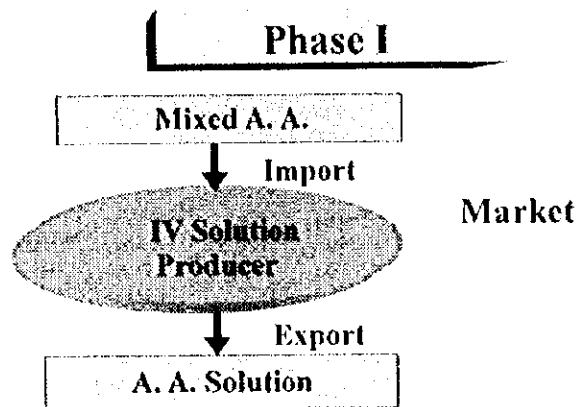 Phase I
Mixed A. A.
Import
IV Solution
Producer
Market
Export
A. A. Solution